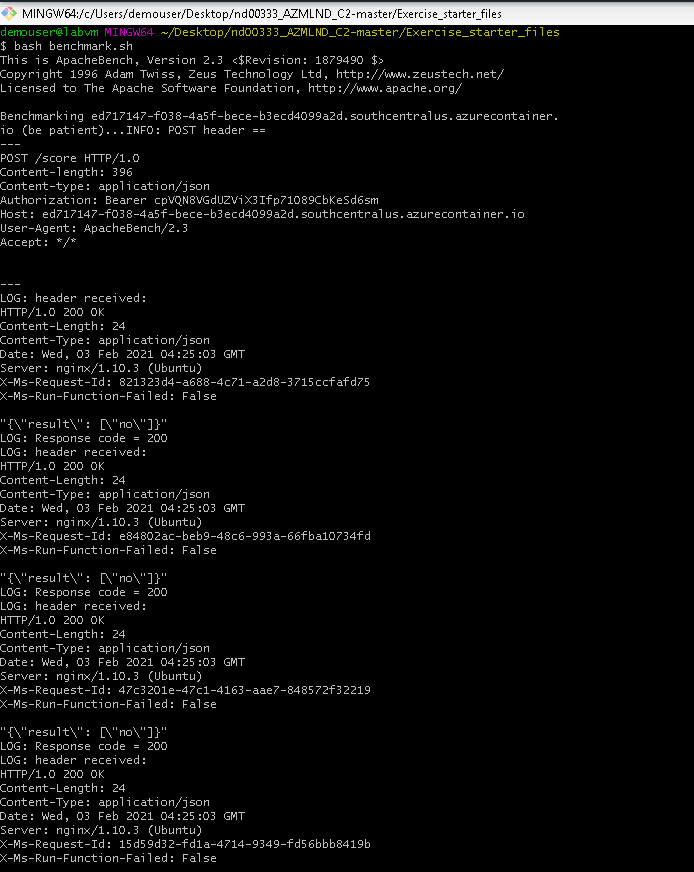 MINGW64:/c/Users/demouser/Desktop/nd00333_AZMLND_C2-master/Exercise_starter_files
demouser@labvm MINGW64 ~/Desktop/nd00333_AZMLND_C2-master/Exercise_starter_files
$ bash benchmark.sh
This is ApacheBench, Version 2.3 <$Revision: 1879490 $>
Copyright 1996 Adam Twiss, Zeus Technology Ltd, http://www.zeustech.net/
Licensed to The Apache Software Foundation, http://www.apache.org/
Benchmarking ed717147-f038-4a5f-bece-b3ecd4099a2d.southcentralus.azurecontainer.
io (be patient)...INFO: POST header ==
---
POST /score HTTP/1.0
Content-length: 396
Content-type: application/json
Authorization: Bearer cpVQN8VGdUZViX3Ifp71089CbKeSd6sm
Host: ed717147-f038-4a5f-bece-b3ecd4099a2d.southcentralus.azurecontainer.io
User-Agent: ApacheBench/2.3
Accept: */*
---
LOG: header received:
HTTP/1.0 200 OK
Content-Length: 24
Content-Type: application/json
Date: Wed, 03 Feb 2021 04:25:03 GMT
Server: nginx/1.10.3 (Ubuntu)
X-Ms-Request-Id: 821323d4-a688-4c71-a2d8-3715ccfafd75
X-Ms-Run-Function-Failed: False
"{\"result\": [\"no\"]}"
LOG: Response code = 200
LOG: header received:
HTTP/1.0 200 OK
Content-Length: 24
Content-Type: application/json
Date: Wed, 03 Feb 2021 04:25:03 GMT
Server: nginx/1.10.3 (Ubuntu)
X-Ms-Request-Id: e84802ac-beb9-48c6-993a-66fba10734fd
X-Ms-Run-Function-Failed: False
"{\"result\": [\"no\"]}"
LOG: Response code = 200
LOG: header received:
HTTP/1.0 200 OK
Content-Length: 24
Content-Type: application/json
Date: Wed, 03 Feb 2021 04:25:03 GMT
Server: nginx/1.10.3 (Ubuntu)
X-Ms-Request-Id: 47c3201e-47c1-4163-aae7-848572f32219
X-Ms-Run-Function-Failed: False
"{\"result\": [\"no\"]}"
LOG: Response code = 200
LOG: header received:
HTTP/1.0 200 OK
Content-Length: 24
Content-Type: application/json
Date: Wed, 03 Feb 2021 04:25:03 GMT
Server: nginx/1.10.3 (Ubuntu)
X-Ms-Request-Id: 15d59d32-fd1a-4714-9349-fd56bbb8419b
X-Ms-Run-Function-Failed: False